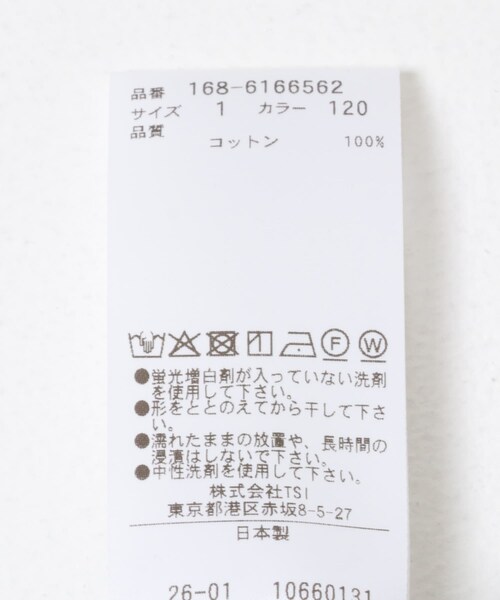 品番 168-6166562
サイズ 1 カラー 120
品質
コットン 100%
F W
●蛍光増白剤が入っていない洗剤
を使用して下さい。
●形をととのえてから干して下さ
い。
●濡れたままの放置や、長時間の
浸漬はしないで下さい。
●中性洗剤を使用して下さい。
株式会社TSI
東京都港区赤坂8-5-27
日本製
26-01 10660131